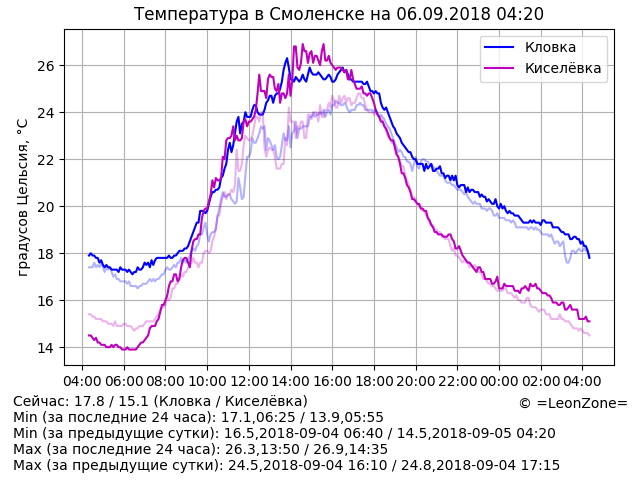 Температура в Смоленске на 06.09.2018 04:20
Кловка
Киселёвка
градусов Цельсия, °C
26
24
22
20
18
16
14
04:00 06:00 08:00 10:00 12:00 14:00 16:00 18:00 20:00 22:00 00:00 02:00 04:00
Сейчас: 17.8 / 15.1 (Кловка / Киселёвка)
© =LeonZone=
Min (за последние 24 часа): 17.1,06:25 / 13.9,05:55
Min (за предыдущие сутки): 16.5,2018-09-04 06:40 / 14.5,2018-09-05 04:20
Max (за последние 24 часа): 26.3,13:50 / 26.9,14:35
Max (за предыдущие сутки): 24.5,2018-09-04 16:10 / 24.8,2018-09-04 17:15